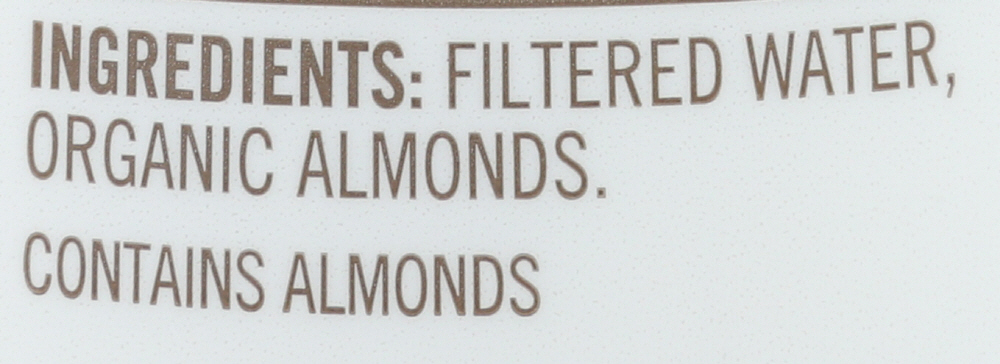 INGREDIENTS: FILTERED WATER,
ORGANIC ALMONDS.
CONTAINS ALMONDS